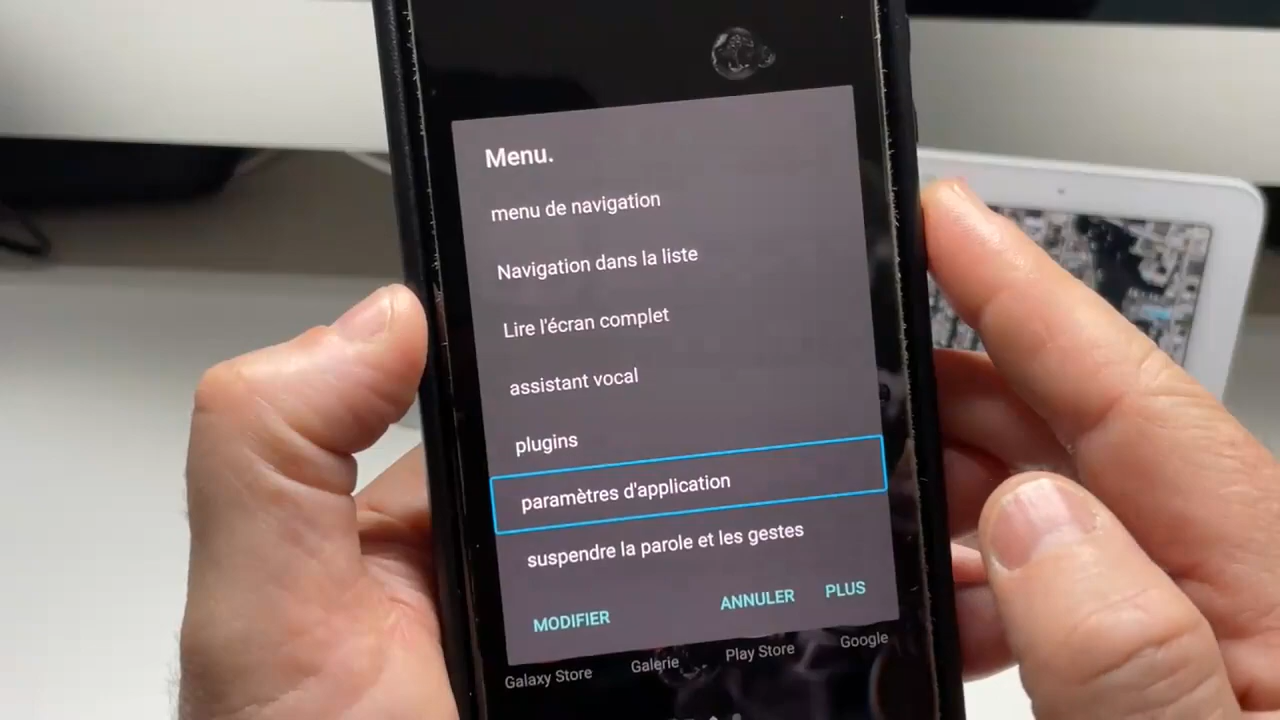 Menu.
menu de navigation
Navigation dans la liste
Lire l'écran complet
assistant vocal
plugins
paramètres d'application
suspendre la parole et les gestes
MODIFIER ANNULER PLUS
Galaxy Store Galerie Play Store Google